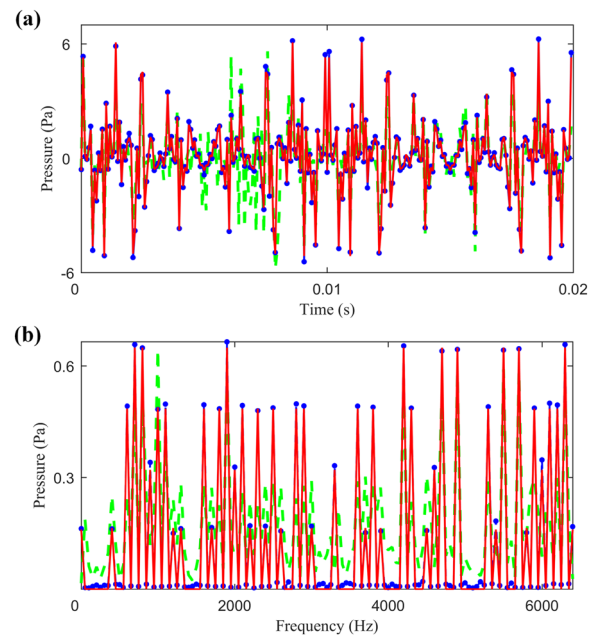 (a)
6
0
-6
Pressure (Pa)
0
0.01
0.02
Time (s)
(b)
0.6
0.3
Pressure (Pa)
0
2000
4000
6000
Frequency (Hz)